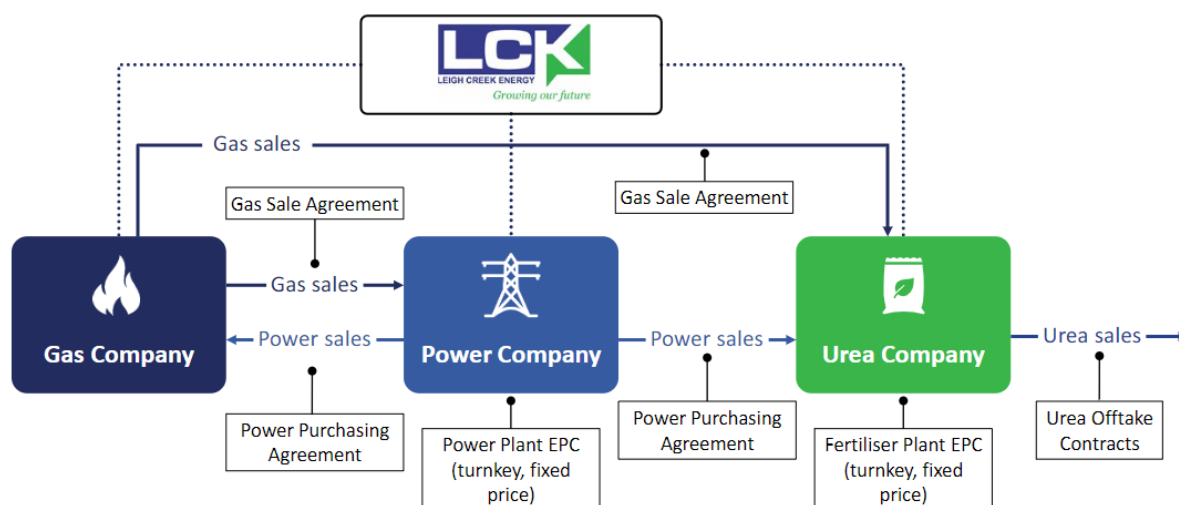 LCK
LEIGH CREEK ENERGY
Growing our future
Gas sales
Gas Sale Agreement
Gas Sale Agreement
Gas sales
Power sales
Gas Company
Power Company
Power sales
Urea Company
Urea sales
Power Purchasing
Agreement
Power Plant EPC
(turnkey, fixed
price)
Power Purchasing
Agreement
Fertiliser Plant EPC
(turnkey, fixed
price)
Urea Offtake
Contracts